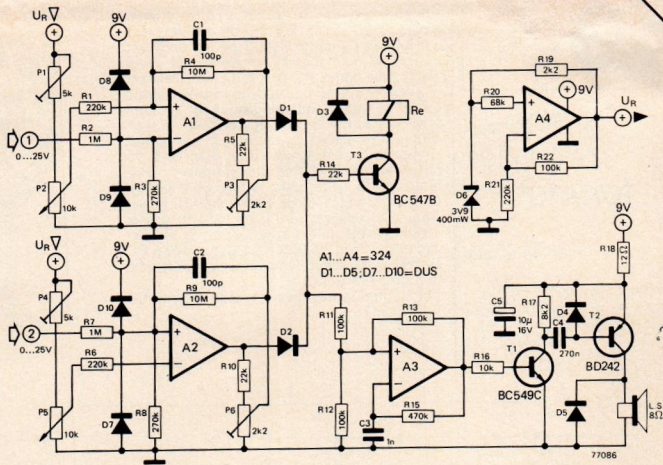 UR
9V
C1
100p
R4
10M
P1
5k
D8
R1
220k
R2
1M
1
0...25V
A1
D1
R5
22k
P3
2k2
P2
10k
D9
R3
270k
9V
D3
Re
R14
22k
T3
BC547B
R19
2k2
R20
68k
9V
A4
UR
R22
100k
R21
220k
D6
3V9
400mW
A1...A4=324
D1...D5;D7...D10=DUS
UR
9V
C2
100p
R9
10M
P4
5k
D10
2
0...25V
R7
1M
R6
220k
A2
D2
R10
22k
P6
2k2
P5
10k
D7
R8
270k
R11
100k
R12
100k
R13
100k
A3
R15
470k
C3
1n
R16
10k
T1
BC549C
9V
R18
12Ω
C5
10µ
16V
R17
8k2
D4
C4
270n
T2
BD242
D5
L.S
8Ω
77086